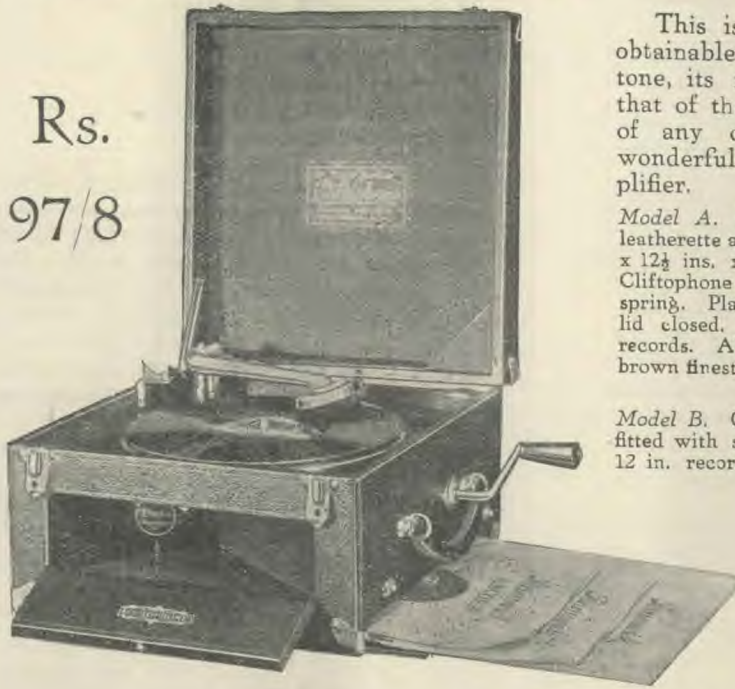 Rs.
97/8
This is
obtainable
tone, its
that of th
of any
wonderful
plifier.
Model A.
leatherette a
x 12½ ins. x
Cliftophone
spring. Pla
lid closed.
records. A
brown finest
Model B.
fitted with s
12 in. recor